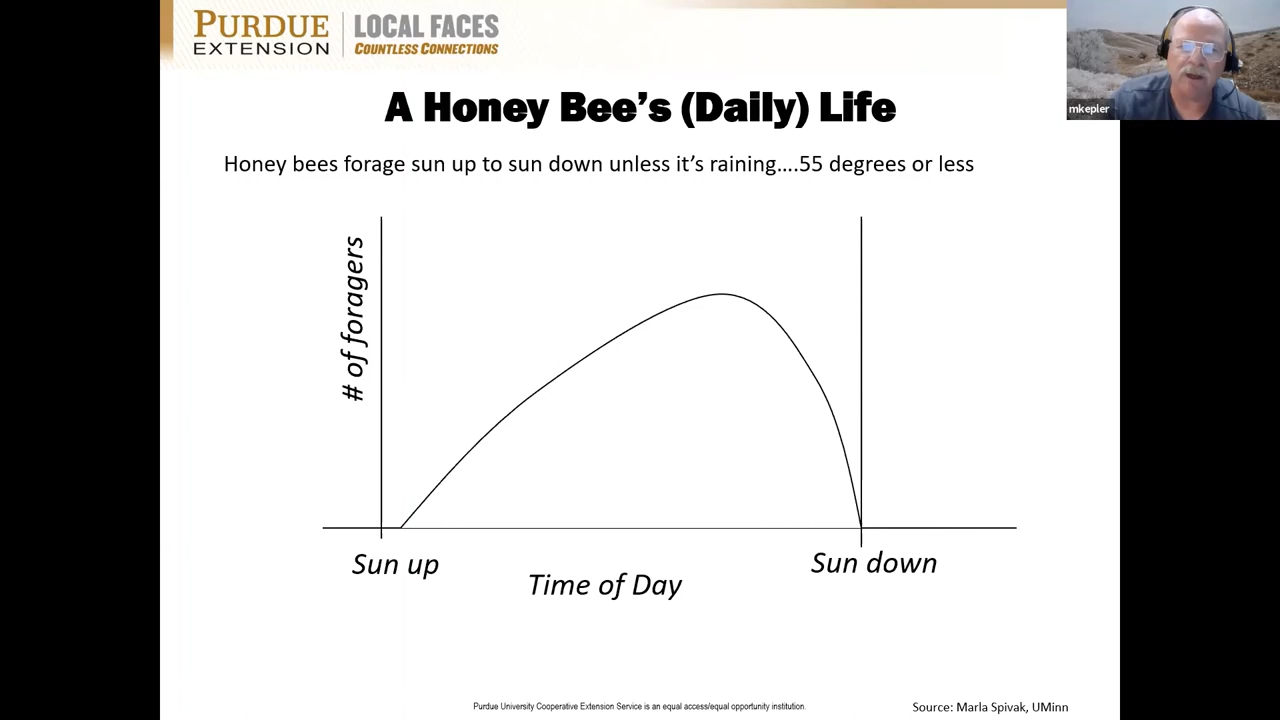 PURDUE
EXTENSION
LOCAL FACES
COUNTLESS CONNECTIONS
mkepler
A Honey Bee's (Daily) Life
Honey bees forage sun up to sun down unless it's raining....55 degrees or less
# of foragers
Sun up
Sun down
Time of Day
Purdue University Cooperative Extension Service is an equal access/equal opportunity institution.
Source: Marla Spivak, UMinn